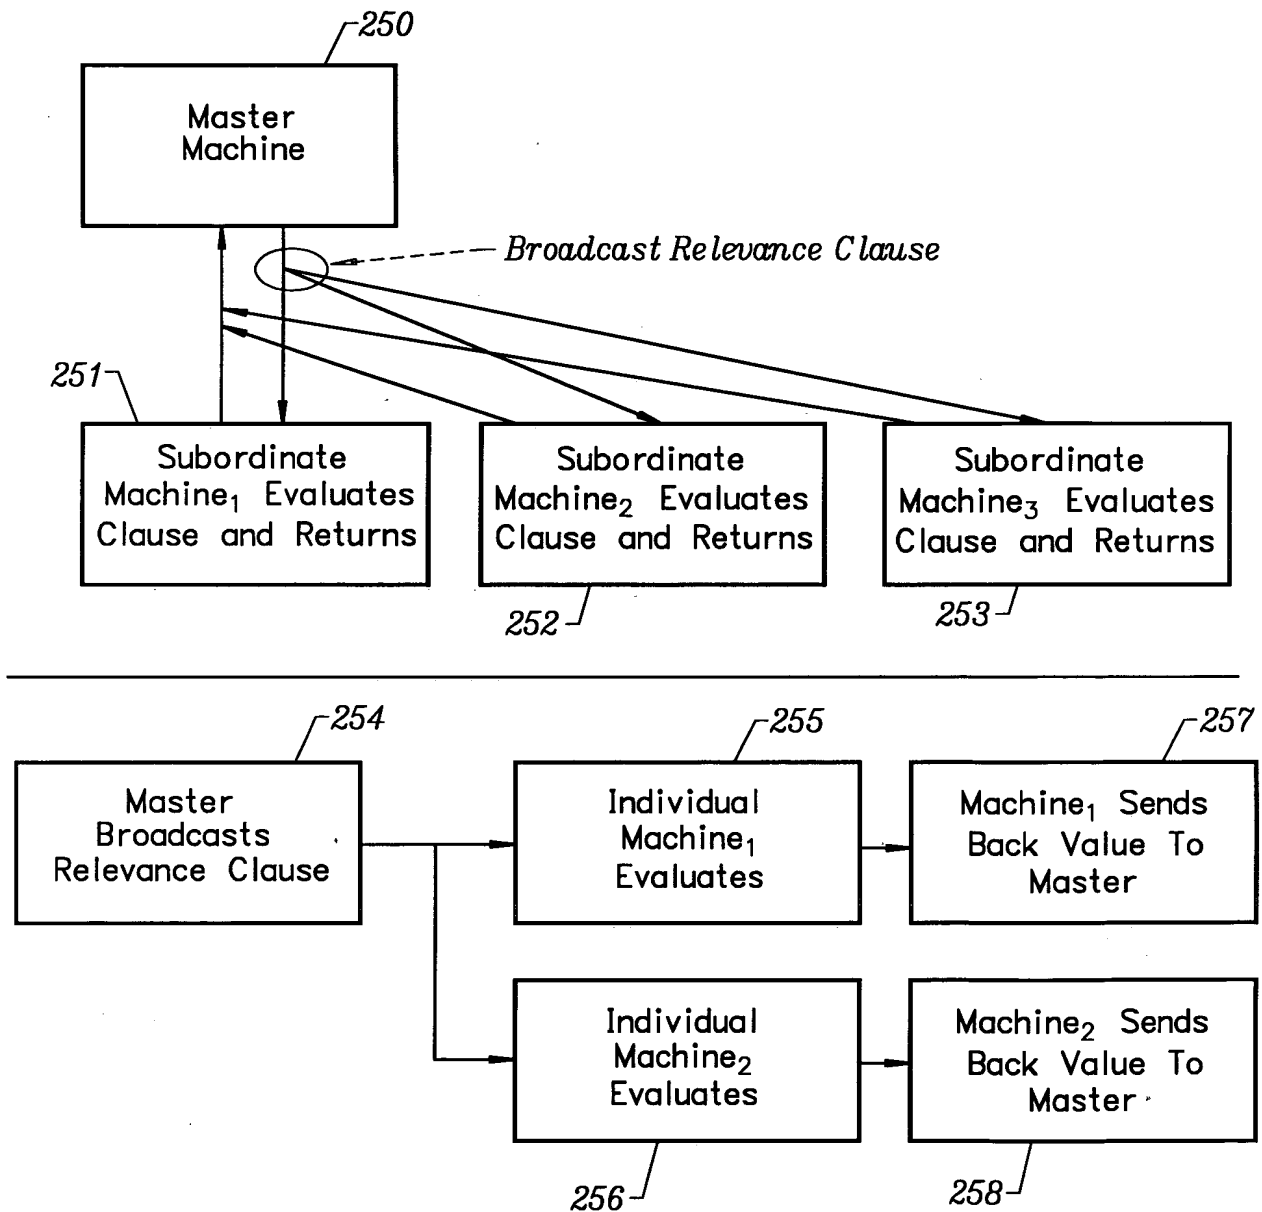 250
Master
Machine
Broadcast Relevance Clause
251
Subordinate
Machine₁ Evaluates
Clause and Returns
Subordinate
Machine₂ Evaluates
Clause and Returns
Subordinate
Machine₃ Evaluates
Clause and Returns
252
253
254
255
257
Master
Broadcasts
Relevance Clause
Individual
Machine₁
Evaluates
Machine₁ Sends
Back Value To
Master
Individual
Machine₂
Evaluates
Machine₂ Sends
Back Value To
Master
256
258